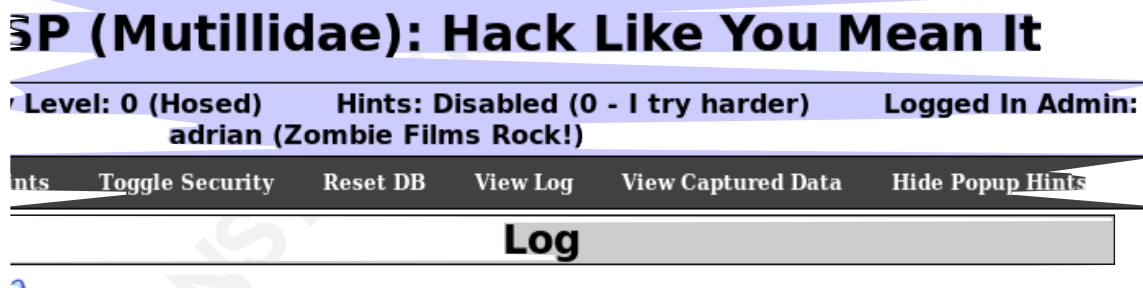 SP (Mutillidae): Hack Like You Mean It
Level: 0 (Hosed) Hints: Disabled (0 - I try harder) Logged In Admin:
adrian (Zombie Films Rock!)
Toggle Security Reset DB View Log View Captured Data Hide Popup Hints
Log